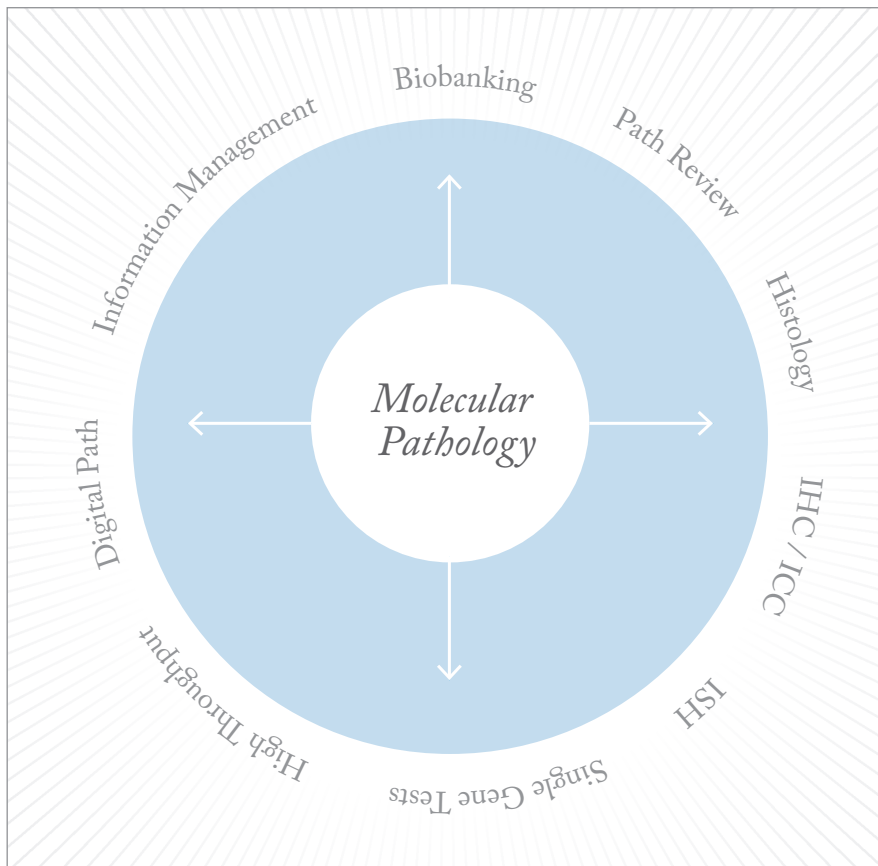 Biobanking
Path Review
Histology
IHC / ICC
ISH
Single Gene Tests
High Throughput
Digital Path
Information Management
Molecular
Pathology